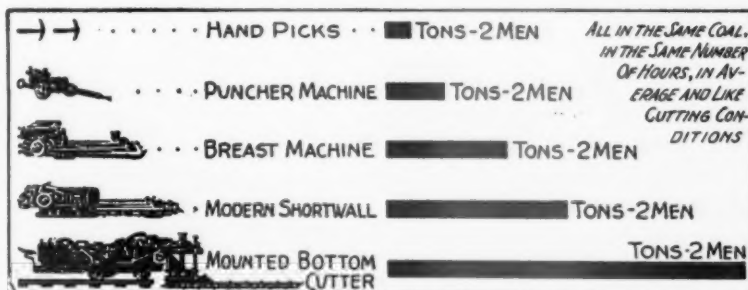 HAND PICKS TONS-2 MEN
PUNCHER MACHINE TONS-2 MEN
BREAST MACHINE TONS-2 MEN
MODERN SHORTWALL TONS-2 MEN
MOUNTED BOTTOM CUTTER TONS-2 MEN
ALL IN THE SAME COAL,
IN THE SAME NUMBER
OF HOURS, IN AV-
ERAGE AND LIKE
CUTTING CON-
DITIONS